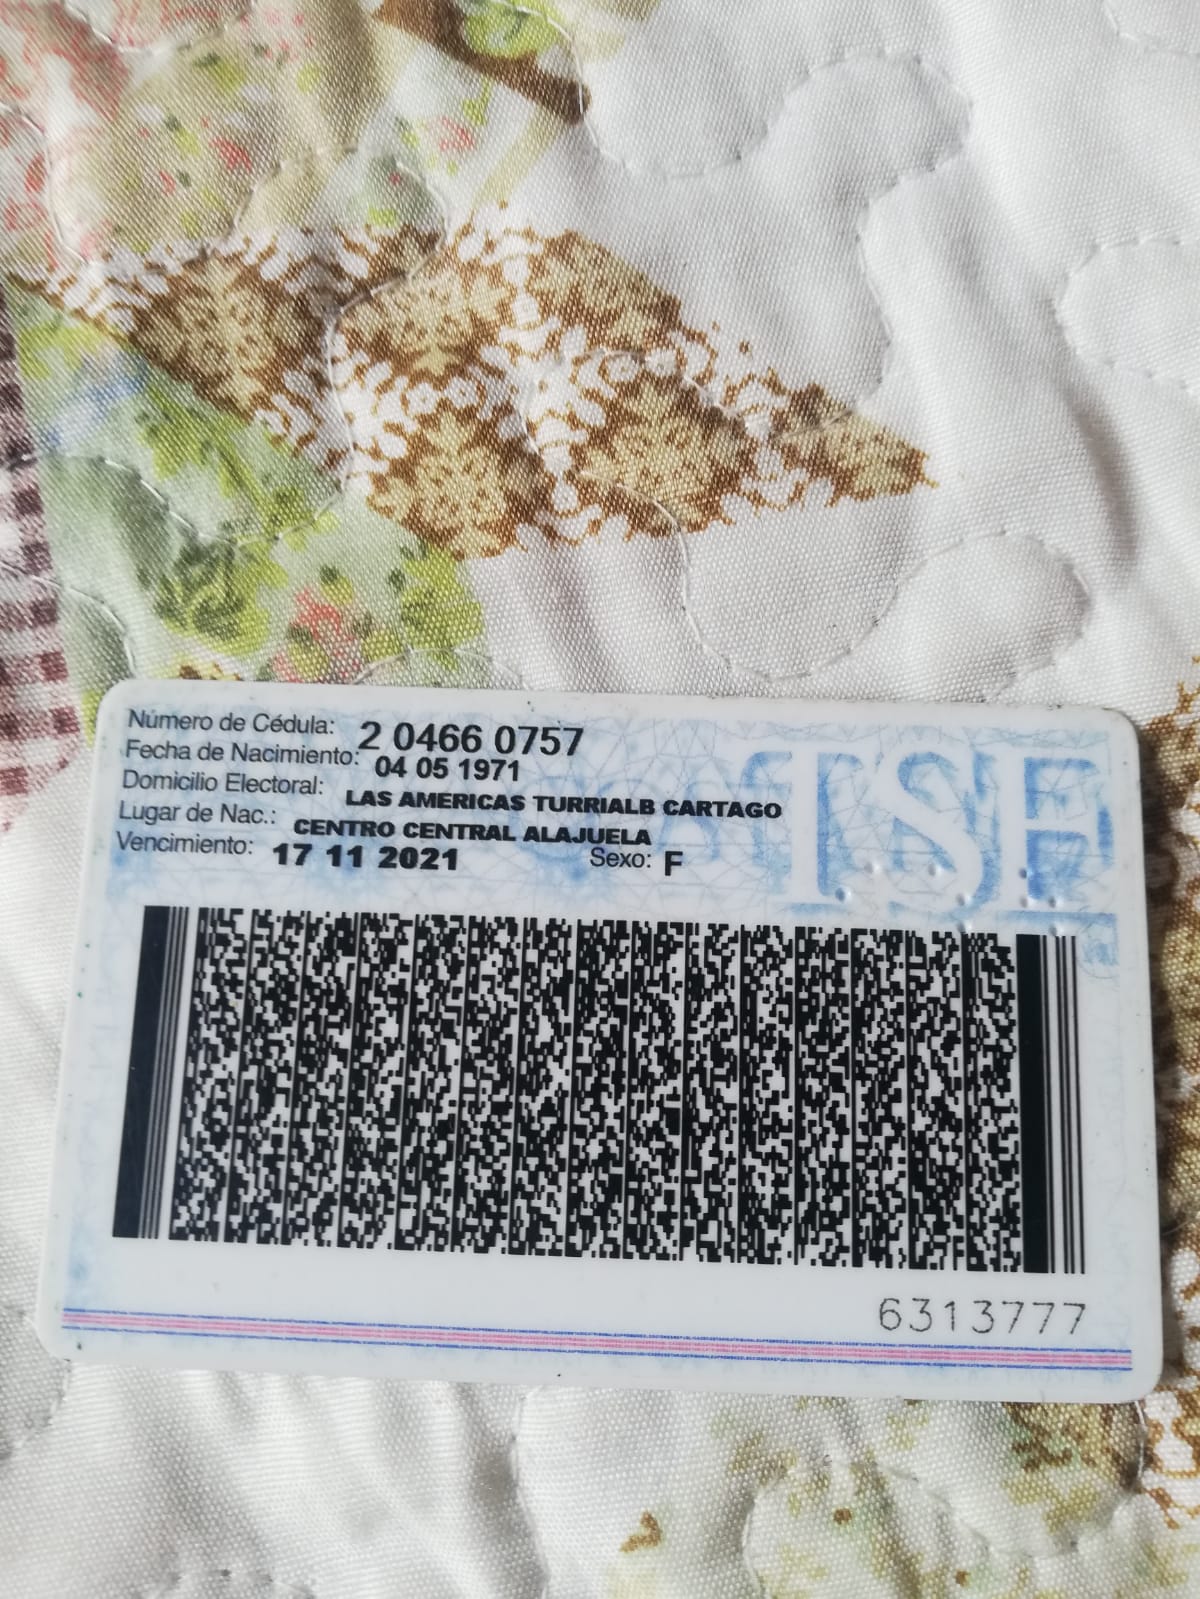 Número de Cédula: 2 0466 0757
Fecha de Nacimiento: 04 05 1971
Domicilio Electoral: LAS AMERICAS TURRIALB CARTAGO
Lugar de Nac.: CENTRO CENTRAL ALAJUELA
Vencimiento: 17 11 2021 Sexo: F
TSE
6313777